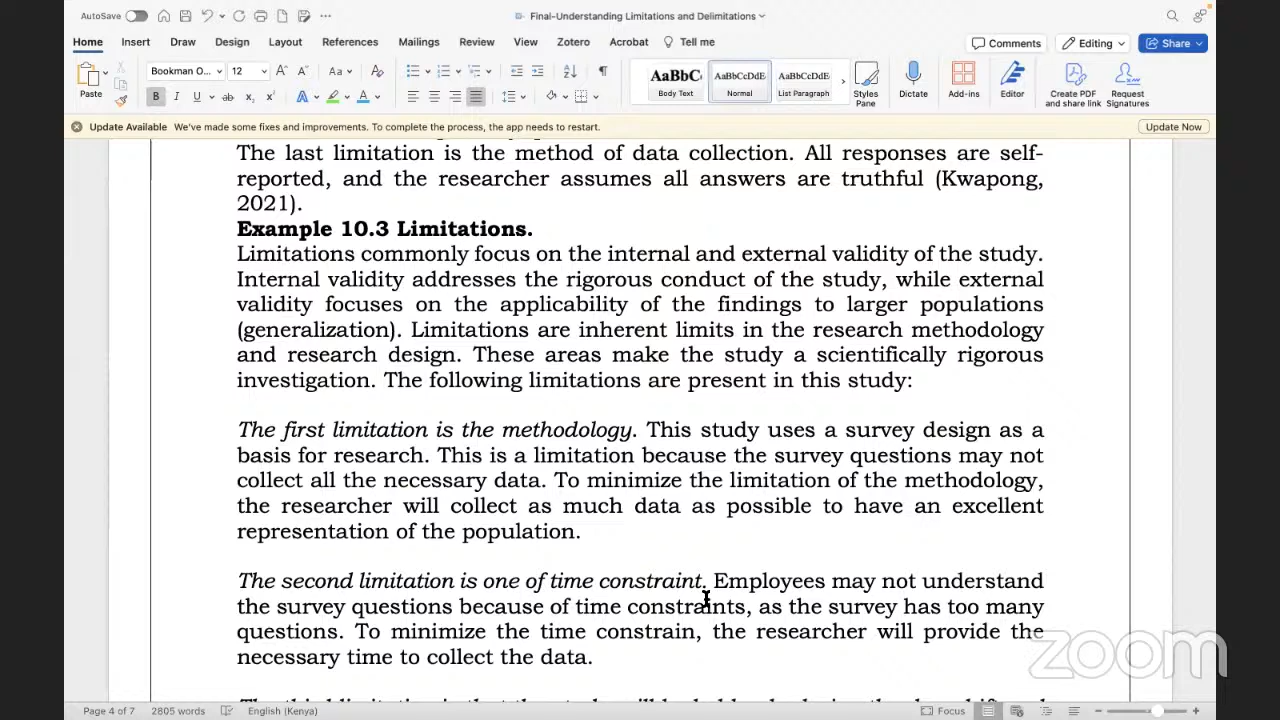 AutoSave
Final-Understanding Limitations and Delimitations
Home Insert Draw Design Layout References Mailings Review View Zotero Acrobat Tell me
Comments Editing Share
Paste
Bookman O... 12
AaBbC AaBbCcDdE AaBbCcDdE
Body Text Normal List Paragraph
Styles Pane
Dictate
Add-ins
Editor
Create PDF and share link
Request Signatures
Update Available We've made some fixes and improvements. To complete the process, the app needs to restart. Update Now
The last limitation is the method of data collection. All responses are self-
reported, and the researcher assumes all answers are truthful (Kwapong,
2021).
Example 10.3 Limitations.
Limitations commonly focus on the internal and external validity of the study.
Internal validity addresses the rigorous conduct of the study, while external
validity focuses on the applicability of the findings to larger populations
(generalization). Limitations are inherent limits in the research methodology
and research design. These areas make the study a scientifically rigorous
investigation. The following limitations are present in this study:
The first limitation is the methodology. This study uses a survey design as a
basis for research. This is a limitation because the survey questions may not
collect all the necessary data. To minimize the limitation of the methodology,
the researcher will collect as much data as possible to have an excellent
representation of the population.
The second limitation is one of time constraint. Employees may not understand
the survey questions because of time constraints, as the survey has too many
questions. To minimize the time constrain, the researcher will provide the
necessary time to collect the data.
zoom
Page 4 of 7 2805 words English (Kenya) Focus